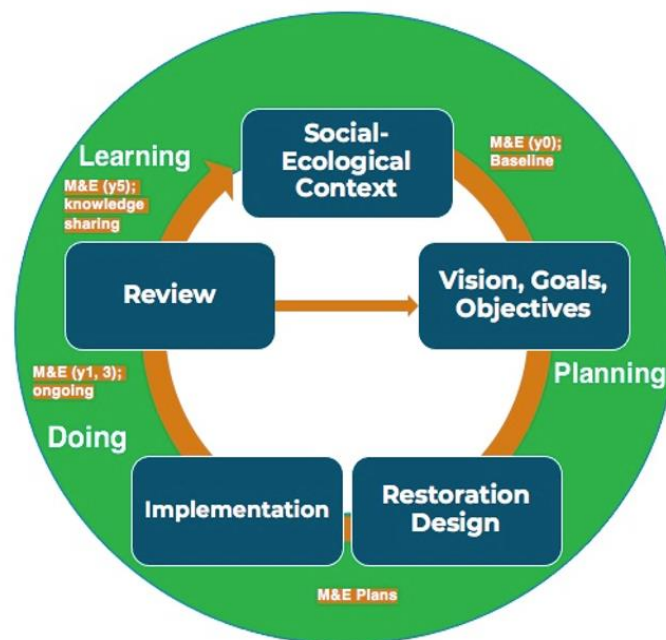 Social-
Ecological
Context
Learning
M&E (y0);
Baseline
M&E (y5);
knowledge
sharing
Review
Vision, Goals,
Objectives
M&E (y1, 3);
ongoing
Planning
Doing
Implementation
Restoration
Design
M&E Plans